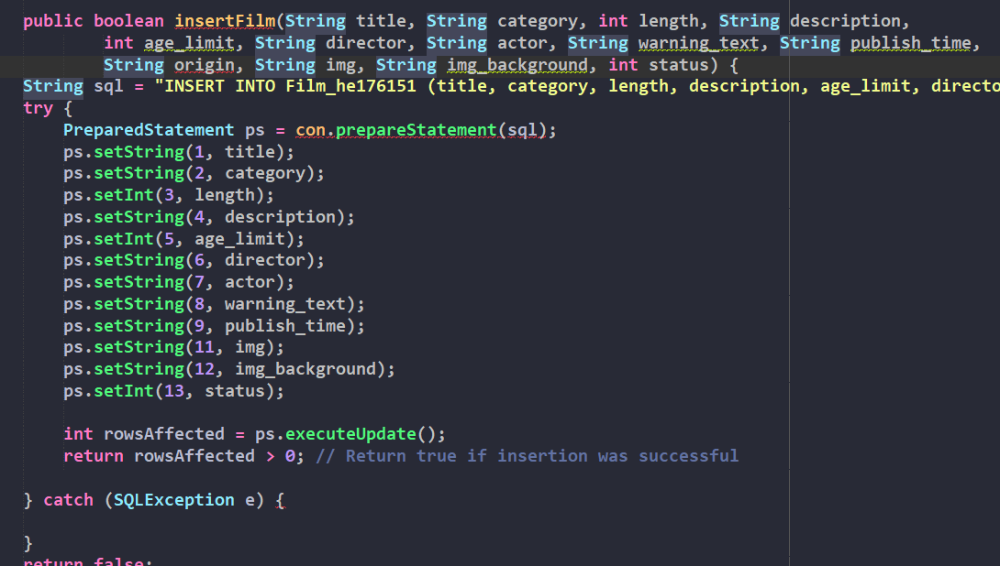 public boolean insertFilm(String title, String category, int length, String description,
int age_limit, String director, String actor, String warning_text, String publish_time,
String origin, String img, String img_background, int status) {
String sql = "INSERT INTO Film_he176151 (title, category, length, description, age_limit, directo
try {
PreparedStatement ps = con.prepareStatement(sql);
ps.setString(1, title);
ps.setString(2, category);
ps.setInt(3, length);
ps.setString(4, description);
ps.setInt(5, age_limit);
ps.setString(6, director);
ps.setString(7, actor);
ps.setString(8, warning_text);
ps.setString(9, publish_time);
ps.setString(11, img);
ps.setString(12, img_background);
ps.setInt(13, status);
int rowsAffected = ps.executeUpdate();
return rowsAffected > 0; // Return true if insertion was successful
} catch (SQLException e) {
}
return false;